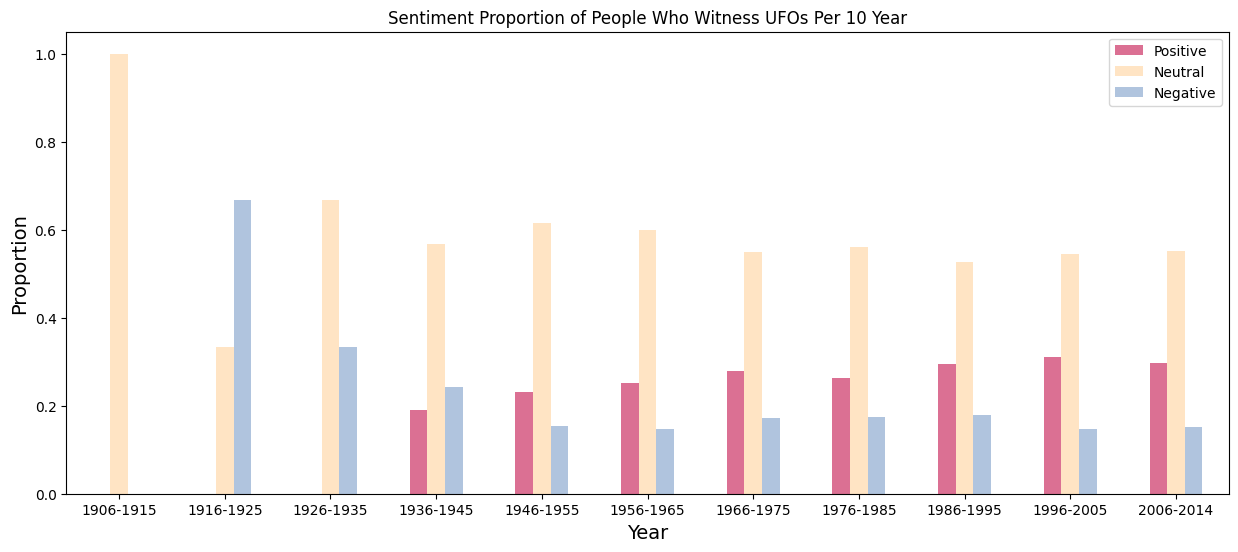 Sentiment Proportion of People Who Witness UFOs Per 10 Year
Positive
Neutral
Negative
Proportion
1.0
0.8
0.6
0.4
0.2
0.0
1906-1915 1916-1925 1926-1935 1936-1945 1946-1955 1956-1965 1966-1975 1976-1985 1986-1995 1996-2005 2006-2014
Year